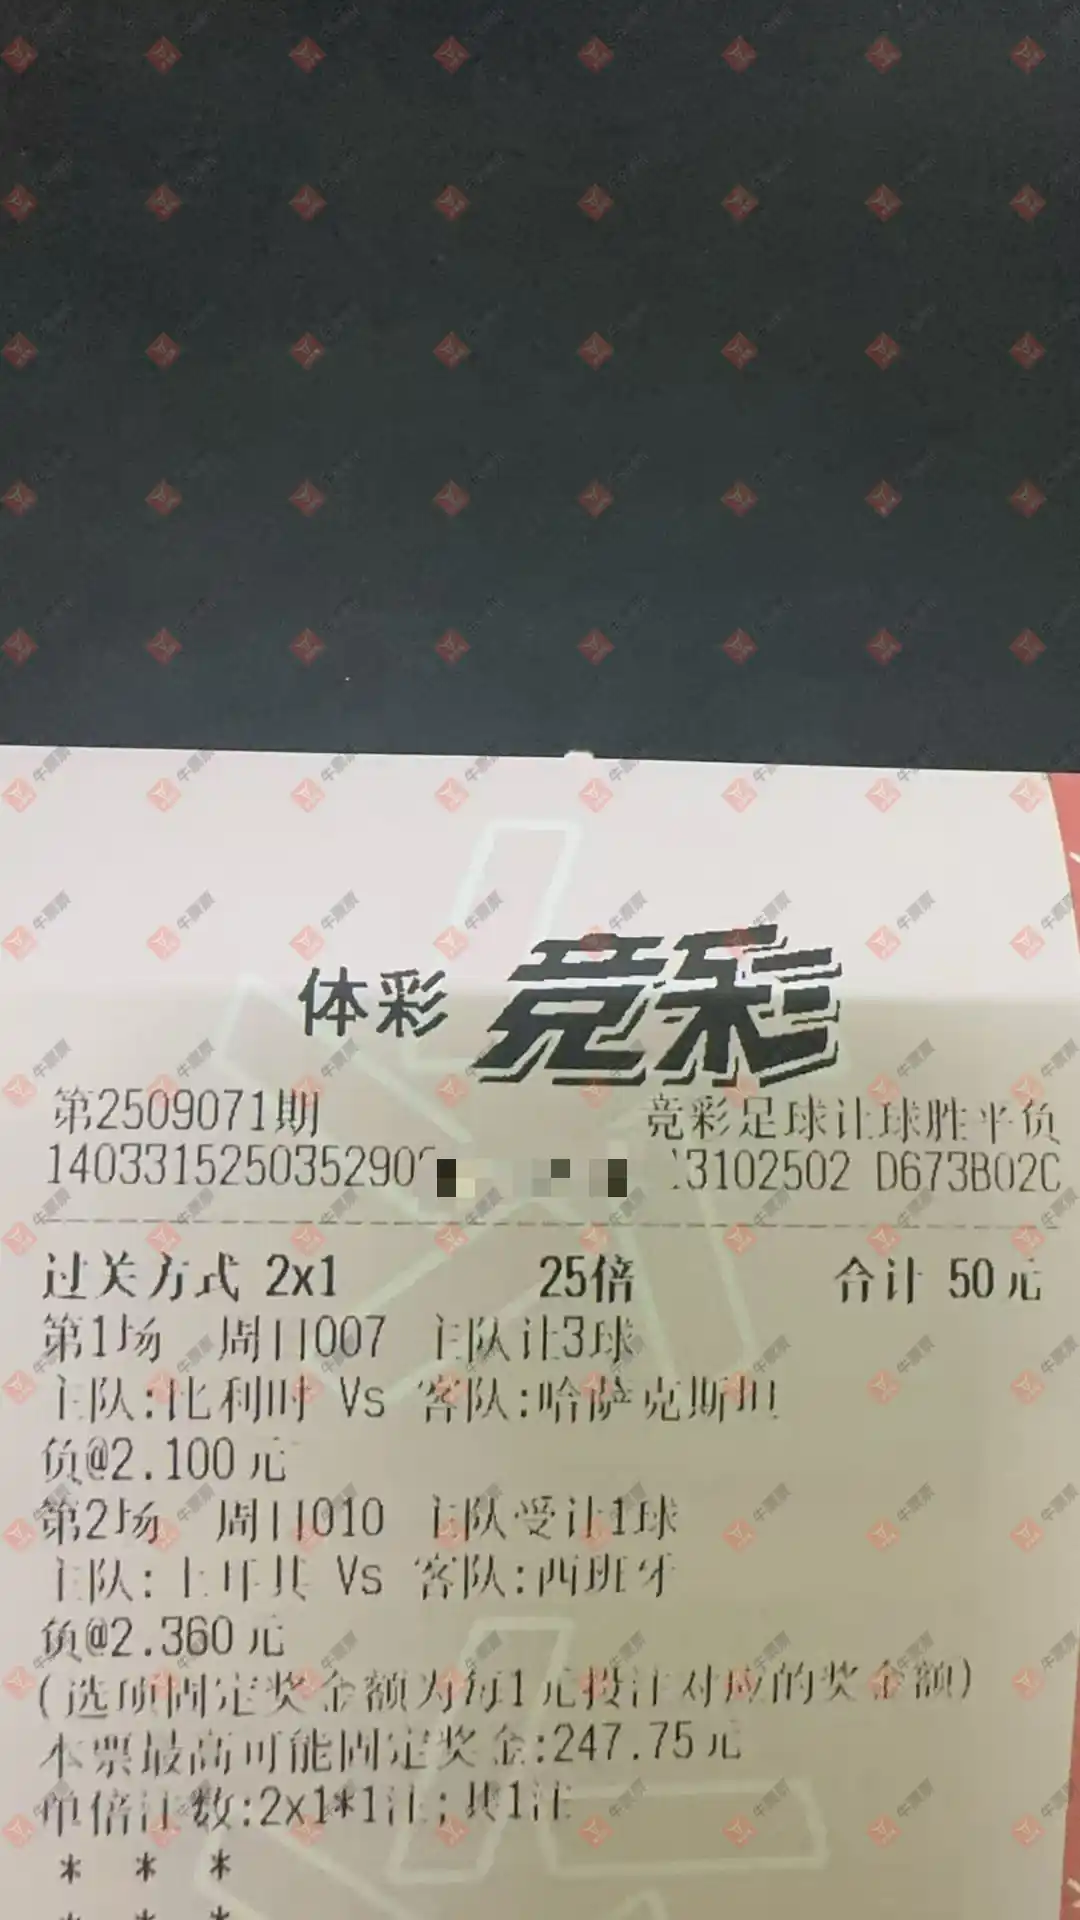 体彩 竞彩
第2509071期 竞彩足球让球胜平负
140331525035290 13102502 D673B02C
过关方式 2x1 25倍 合计 50元
第1场 周日007 主队让3球
主队:比利时 Vs 客队:哈萨克斯坦
负@2.100元
第2场 周日010 主队受让1球
主队:土耳其 Vs 客队:西班牙
负@2.360元
(选项固定奖金额为每1元投注对应的奖金额)
本票最高可能固定奖金:247.75元
单倍注数:2x1*1注;共1注
* * *
* * *